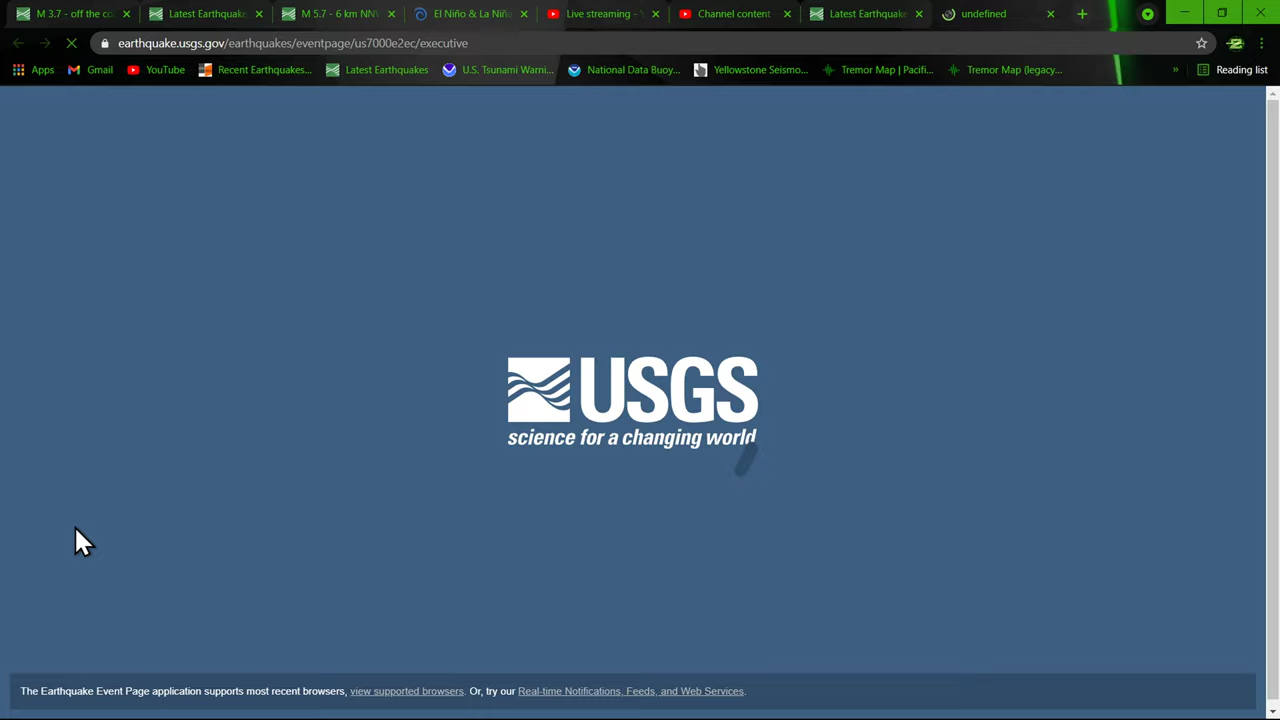 M 3.7 - off the co
Latest Earthquake
M 5.7 - 6 km NNV
El Niño & La Niña
Live streaming - Y
Channel content
Latest Earthquake
undefined
earthquake.usgs.gov/earthquakes/eventpage/us7000e2ec/executive
Apps
Gmail
YouTube
Recent Earthquakes...
Latest Earthquakes
U.S. Tsunami Warni...
National Data Buoy...
Yellowstone Seismo...
Tremor Map | Pacifi...
Tremor Map (legacy...
»
Reading list
USGS
science for a changing world
The Earthquake Event Page application supports most recent browsers, view supported browsers. Or, try our Real-time Notifications, Feeds, and Web Services.